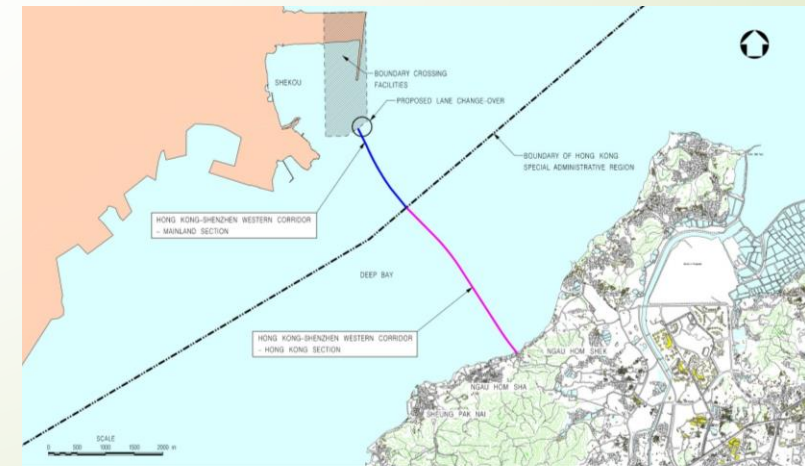 SHEKOU
BOUNDARY CROSSING
FACILITIES
PROPOSED LANE CHANGE-OVER
BOUNDARY OF HONG KONG
SPECIAL ADMINISTRATIVE REGION
HONG KONG-SHENZHEN WESTERN CORRIDOR
- MAINLAND SECTION
DEEP BAY
HONG KONG-SHENZHEN WESTERN CORRIDOR
- HONG KONG SECTION
NGAU HOM SHEK
NGAU HOM SHA
SHEUNG PAK NAI
SCALE
0 500 1000 1500 2000 m